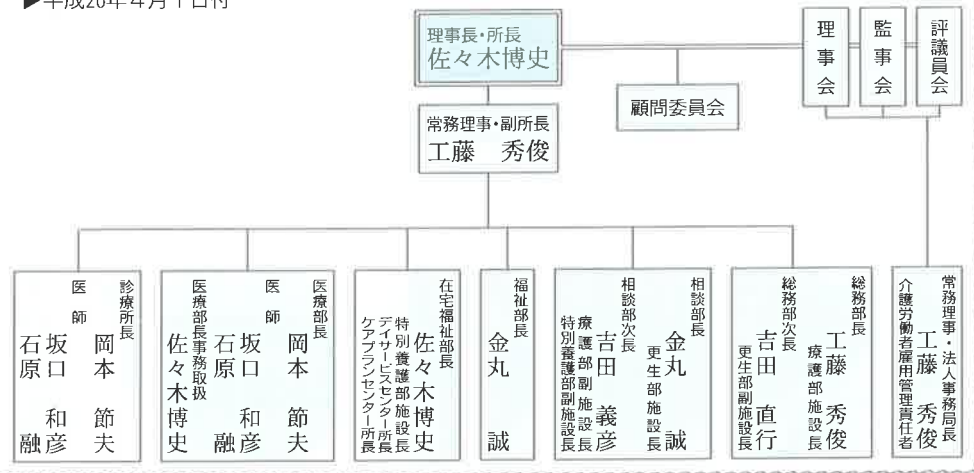 ▶平成26年4月1日付
理事長・所長
佐々木博史
理事会
監事会
評議員会
顧問委員会
常務理事・副所長
工藤 秀俊
常務理事・法人事務局長
工藤 秀俊
介護労働者雇用管理責任者
総務部長
工藤 秀俊
療護部施設長
総務部次長
吉田 直行
更生部副施設長
相談部長
金丸 誠
更生部施設長
相談部次長
吉田 義彦
療護部副施設長
特別養護部副施設長
福祉部長
金丸 誠
在宅福祉部長
佐々木博史
特別養護部施設長
デイサービスセンター所長
ケアプランセンター所長
医療部長
岡本 節夫
医師
坂口 和彦
石原 融
医療部長事務取扱
佐々木博史
診療所長
岡本 節夫
医師
坂口 和彦
石原 融